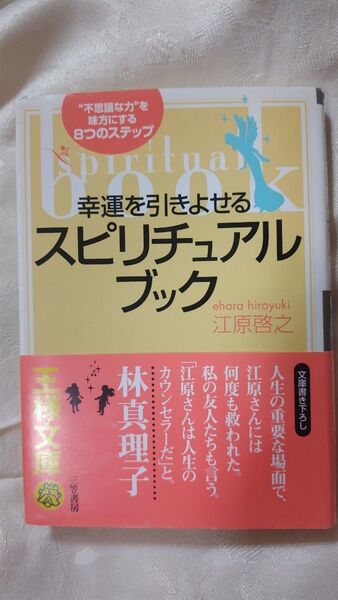 "不思議な力"を
味方にする
8つのステップ
spiritual
book
幸運を引きよせる
スピリチュアル
ブック
ehara hiroyuki
江原啓之
文庫書き下ろし
人生の重要な場面で、
江原さんには
何度も救われた。
私の友人たちも言う。
「江原さんは人生の
カウンセラーだ」と。
林真理子
王様文庫
三笠書房